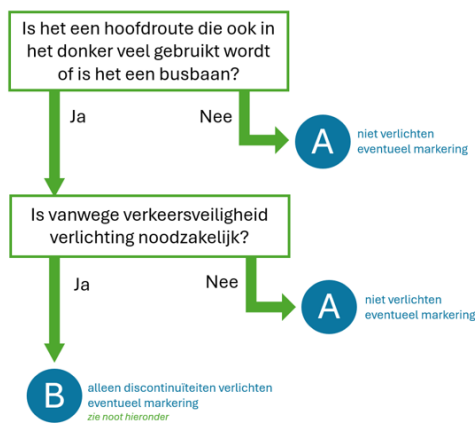 Is het een hoofdroute die ook in
het donker veel gebruikt wordt
of is het een busbaan?
Ja
Nee
A
niet verlichten
eventueel markering
Is vanwege verkeersveiligheid
verlichting noodzakelijk?
Ja
Nee
A
niet verlichten
eventueel markering
B
alleen discontinuïteiten verlichten
eventueel markering
zie noot hieronder